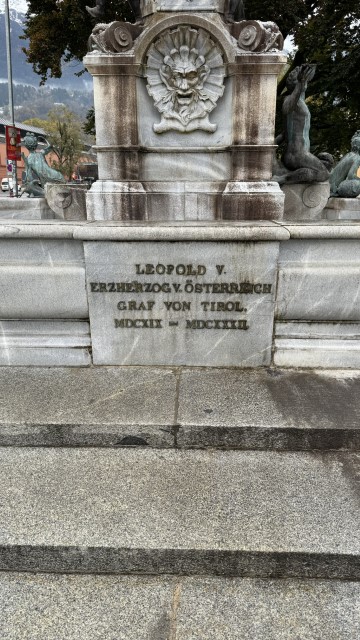 LEOPOLD V.
ERZHERZOG V. ÖSTERREICH
GRAF VON TIROL.
MDCXIX – MDCXXXII.